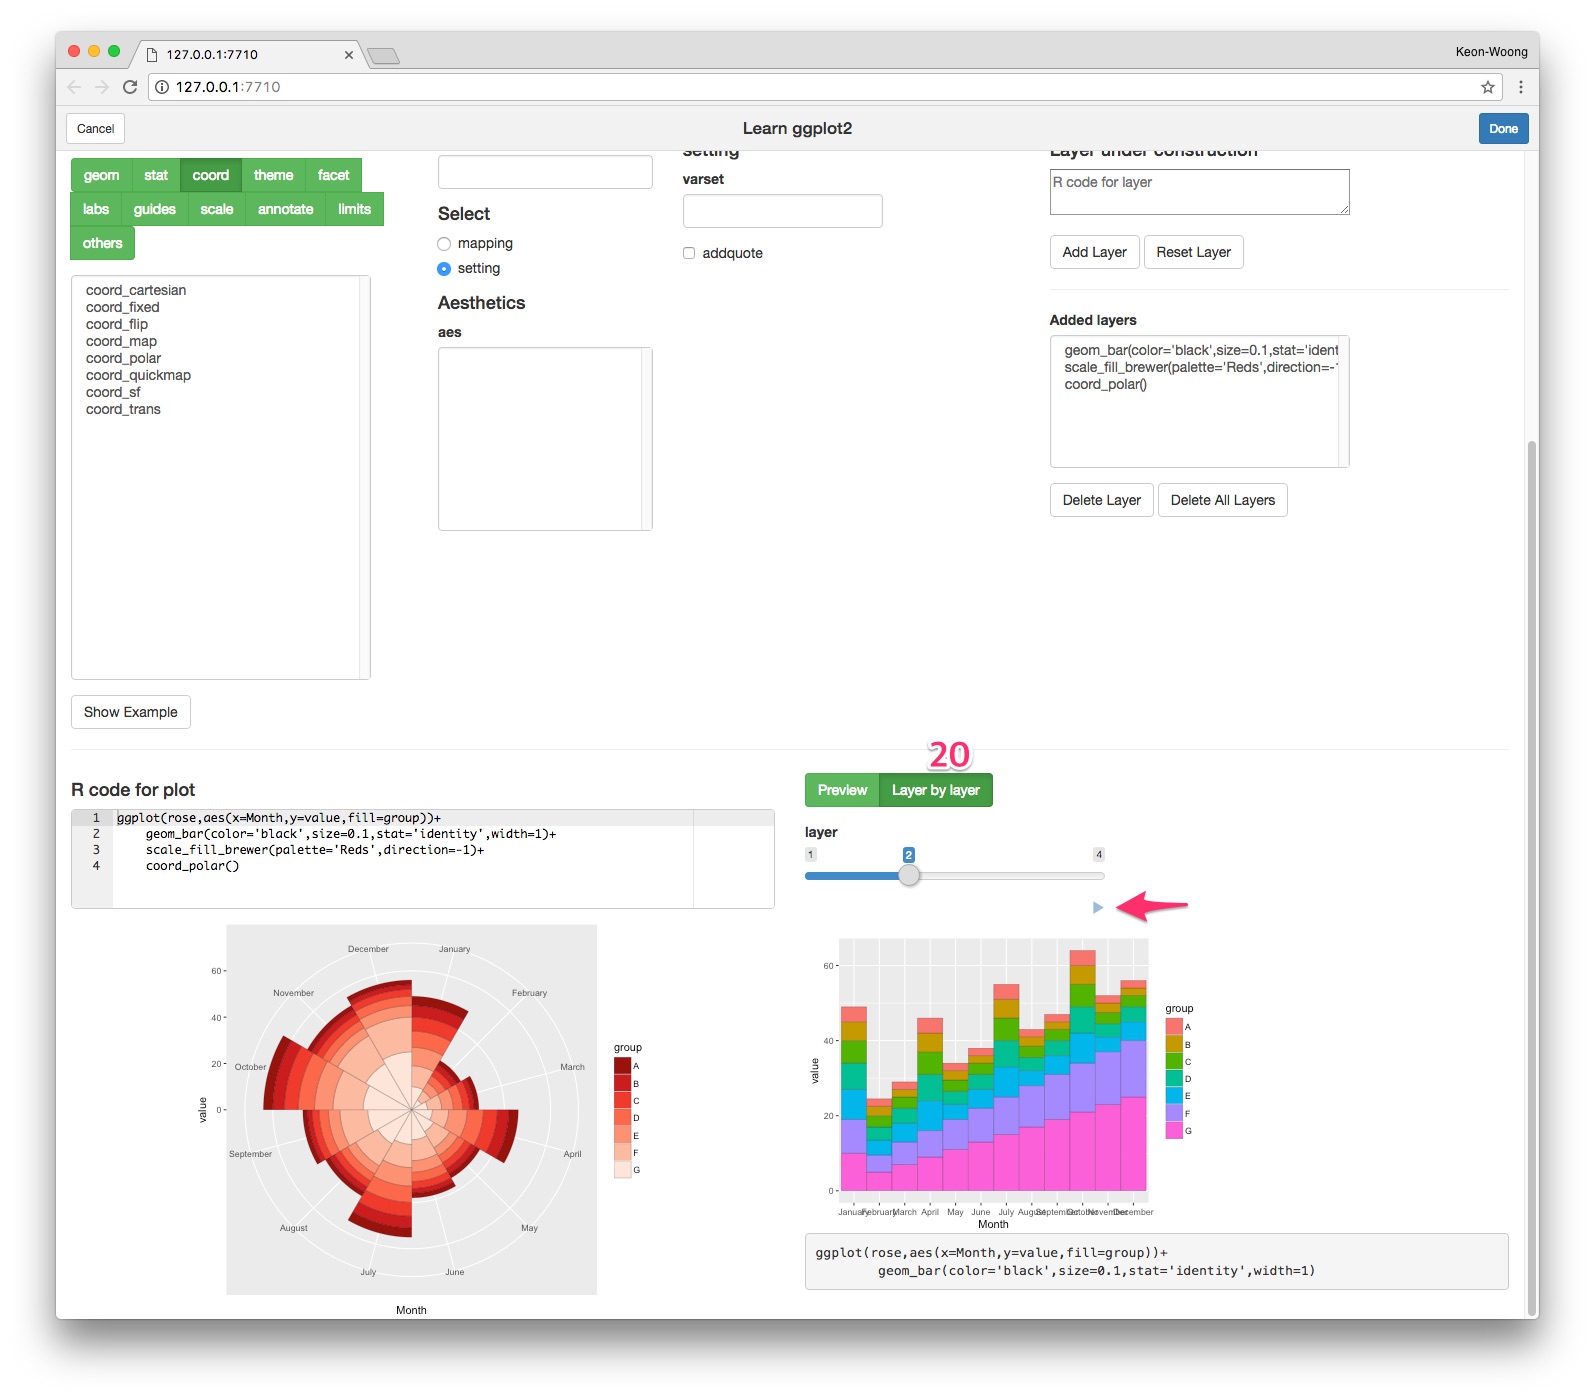 127.0.0.1:7710
Keon-Woong
127.0.0.1:7710
Cancel
Learn ggplot2
Done
geom stat coord theme facet
labs guides scale annotate limits
others
coord_cartesian
coord_fixed
coord_flip
coord_map
coord_polar
coord_quickmap
coord_sf
coord_trans
Show Example
Select
mapping
setting
Aesthetics
aes
setting
varset
addquote
Layer under construction
R code for layer
Add Layer Reset Layer
Added layers
geom_bar(color='black',size=0.1,stat='ident
scale_fill_brewer(palette='Reds',direction=-1
coord_polar()
Delete Layer Delete All Layers
R code for plot
1 ggplot(rose,aes(x=Month,y=value,fill=group))+
2 geom_bar(color='black',size=0.1,stat='identity',width=1)+
3 scale_fill_brewer(palette='Reds',direction=-1)+
4 coord_polar()
December January
November February
October March
September April
August May
July June
60
40
20
0
value
Month
group
A
B
C
D
E
F
G
20
Preview Layer by layer
layer
1 2 4
60
40
20
0
value
January February March April May June July August September October November December
Month
group
A
B
C
D
E
F
G
ggplot(rose,aes(x=Month,y=value,fill=group))+
geom_bar(color='black',size=0.1,stat='identity',width=1)